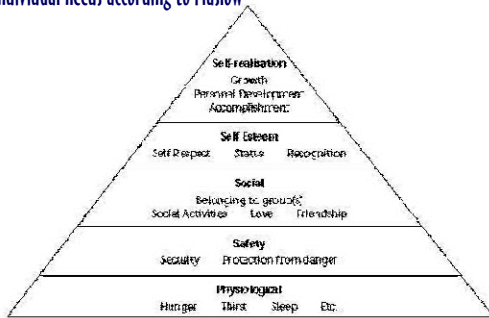 individual needs according to Maslow
Self-realisation
Growth
Personal Development
Accomplishment
Self Esteem
Self Respect Status Recognition
Social
Belonging to group(s)
Social Activities Love Friendship
Safety
Security Protection from danger
Physiological
Hunger Thirst Sleep Etc.